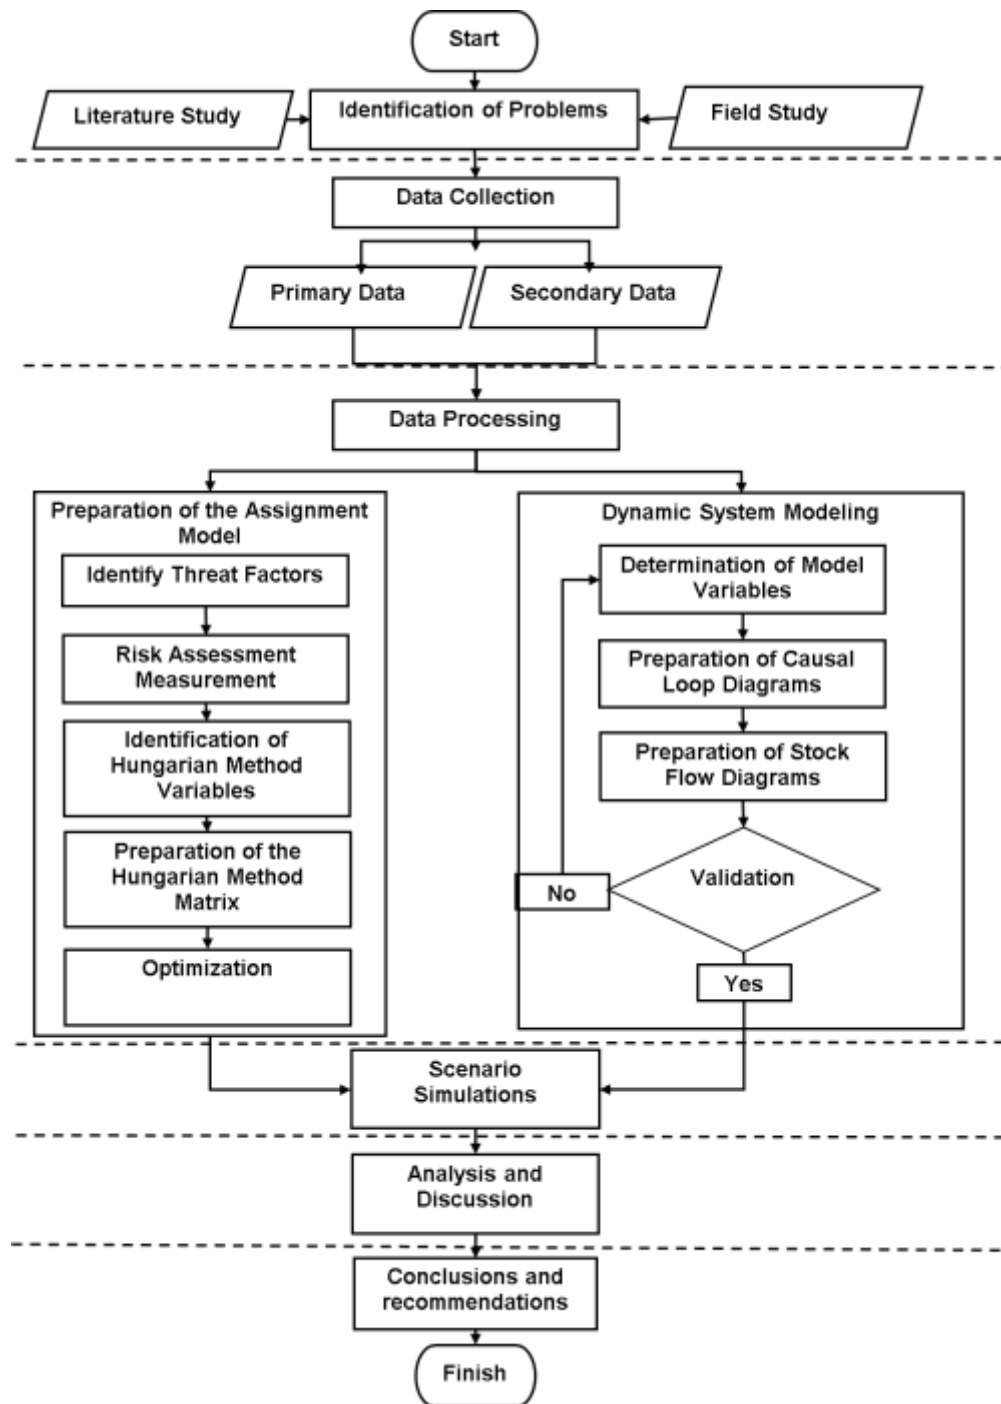 Start
Literature Study
Identification of Problems
Field Study
Data Collection
Primary Data
Secondary Data
Data Processing
Preparation of the Assignment
Model
Identify Threat Factors
Risk Assessment
Measurement
Identification of
Hungarian Method
Variables
Preparation of the
Hungarian Method
Matrix
Optimization
Dynamic System Modeling
Determination of Model
Variables
Preparation of Causal
Loop Diagrams
Preparation of Stock
Flow Diagrams
Validation
No
Yes
Scenario
Simulations
Analysis and
Discussion
Conclusions and
recommendations
Finish